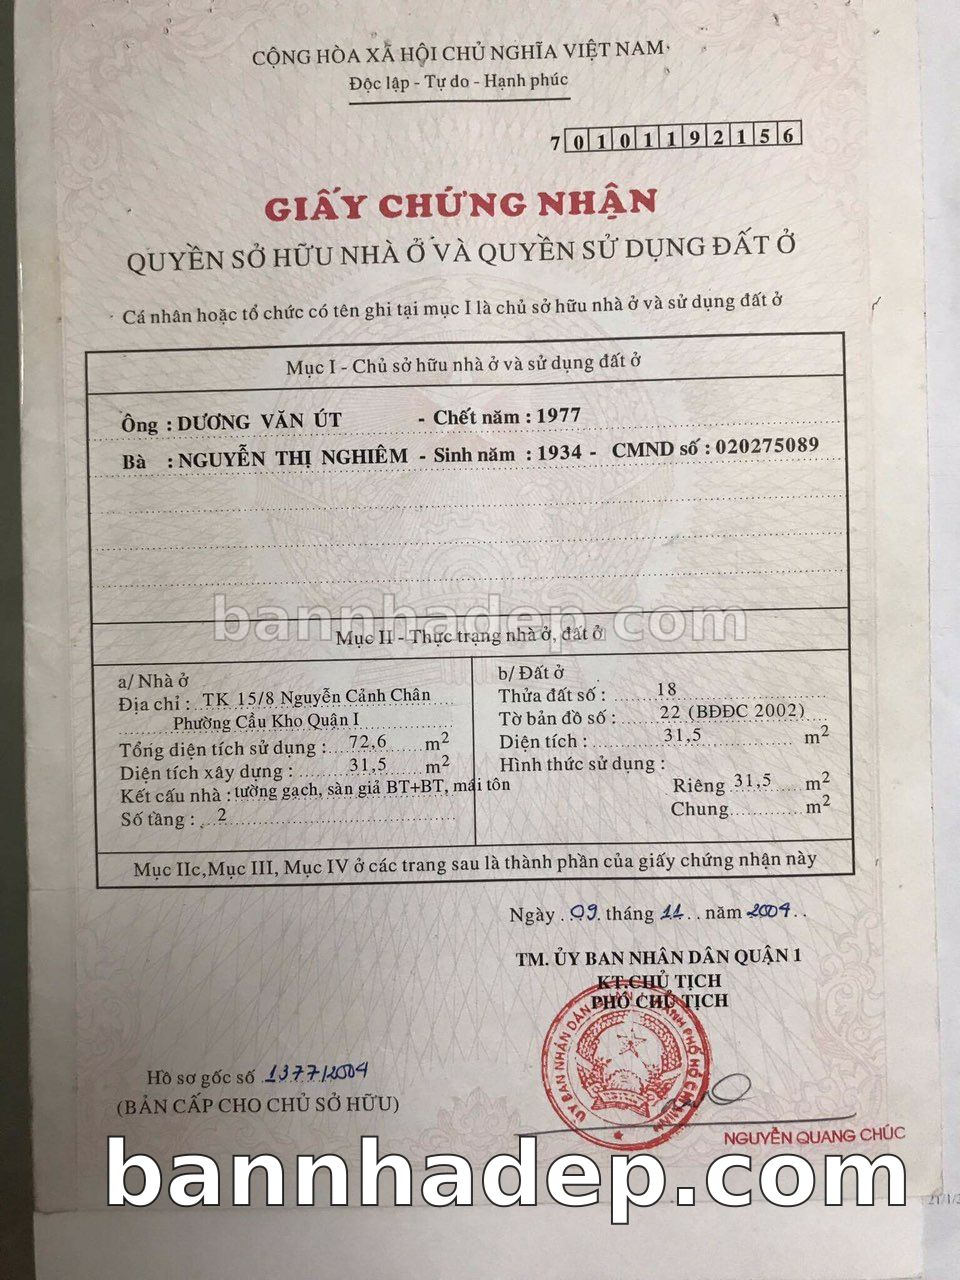 CỘNG HÒA XÃ HỘI CHỦ NGHĨA VIỆT NAM
Độc lập - Tự do - Hạnh phúc
7 0 1 0 1 1 9 2 1 5 6
GIẤY CHỨNG NHẬN
QUYỀN SỞ HỮU NHÀ Ở VÀ QUYỀN SỬ DỤNG ĐẤT Ở
Cá nhân hoặc tổ chức có tên ghi tại mục I là chủ sở hữu nhà ở và sử dụng đất ở
Mục I - Chủ sở hữu nhà ở và sử dụng đất ở
Ông : DƯƠNG VĂN ÚT - Chết năm : 1977
Bà : NGUYỄN THỊ NGHIÊM - Sinh năm : 1934 - CMND số : 020275089
bannhadep.com
Mục II - Thực trạng nhà ở, đất ở
a/ Nhà ở
Địa chỉ : TK 15/8 Nguyễn Cảnh Chân
Phường Cầu Kho Quận I
Tổng diện tích sử dụng : 72,6 m2
Diện tích xây dựng : 31,5 m2
Kết cấu nhà : tường gạch, sàn giả BT+BT, mái tôn
Số tầng : 2
b/ Đất ở
Thửa đất số : 18
Tờ bản đồ số : 22 (BĐĐC 2002)
Diện tích : 31,5 m2
Hình thức sử dụng :
Riêng 31,5 m2
Chung m2
Mục IIc,Mục III, Mục IV ở các trang sau là thành phần của giấy chứng nhận này
Ngày 09 tháng 11 năm 2004
TM. ỦY BAN NHÂN DÂN QUẬN 1
KT.CHỦ TỊCH
PHÓ CHỦ TỊCH
Hồ sơ gốc số 1377/2004
(BẢN CẤP CHO CHỦ SỞ HỮU)
NGUYỄN QUANG CHÚC
bannhadep.com